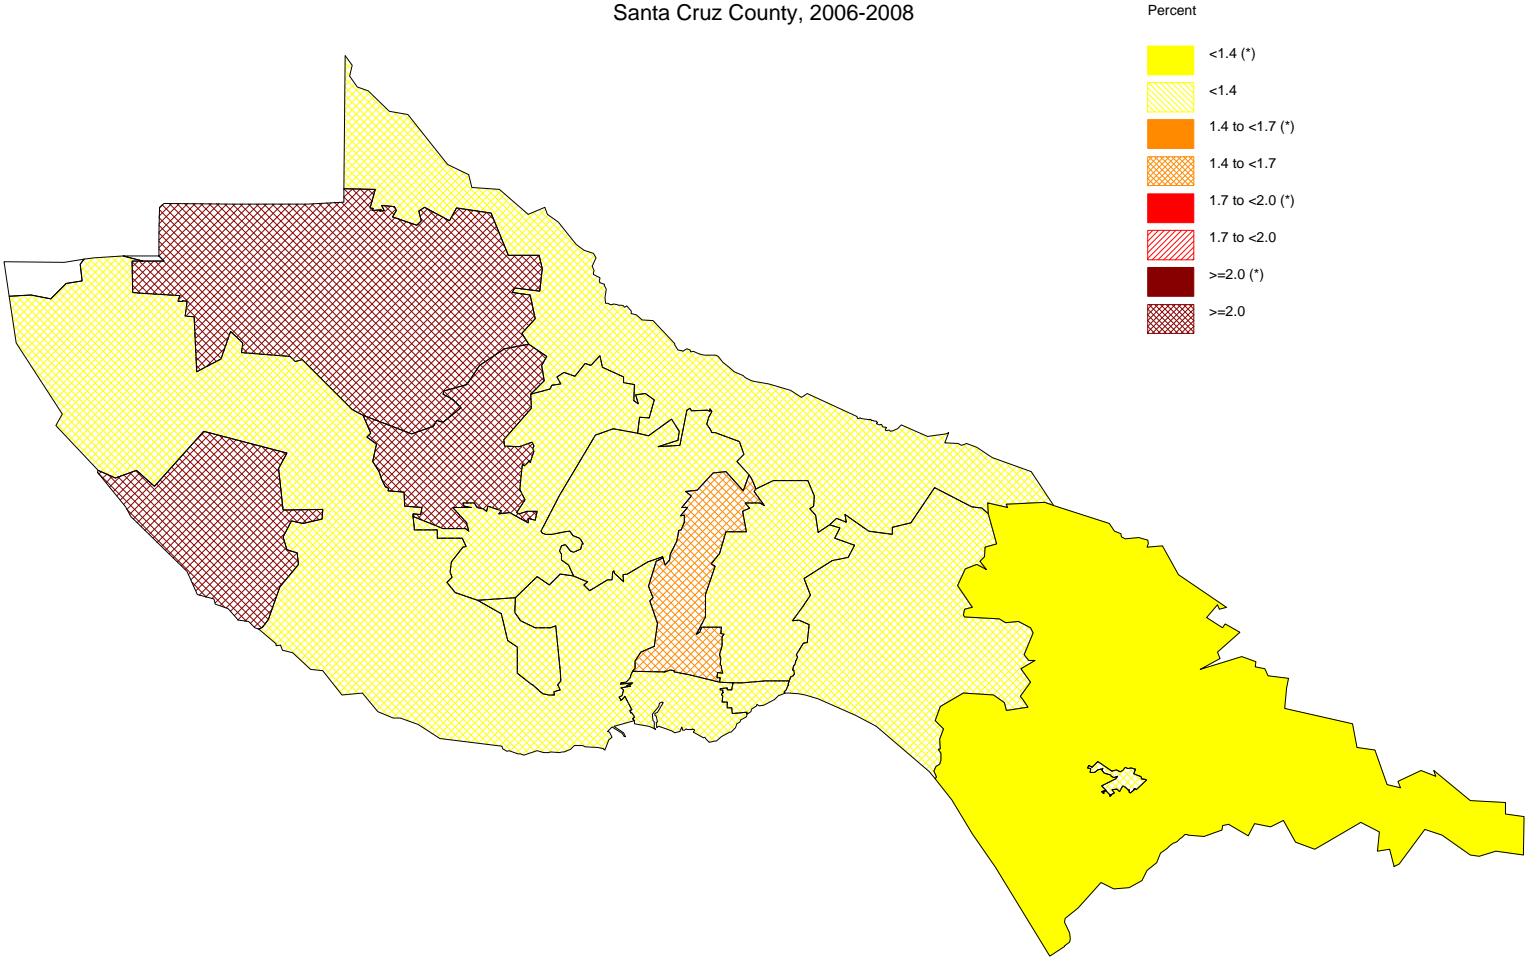 Santa Cruz County, 2006-2008
Percent
<1.4 (*)
<1.4
1.4 to <1.7 (*)
1.4 to <1.7
1.7 to <2.0 (*)
1.7 to <2.0
>=2.0 (*)
>=2.0